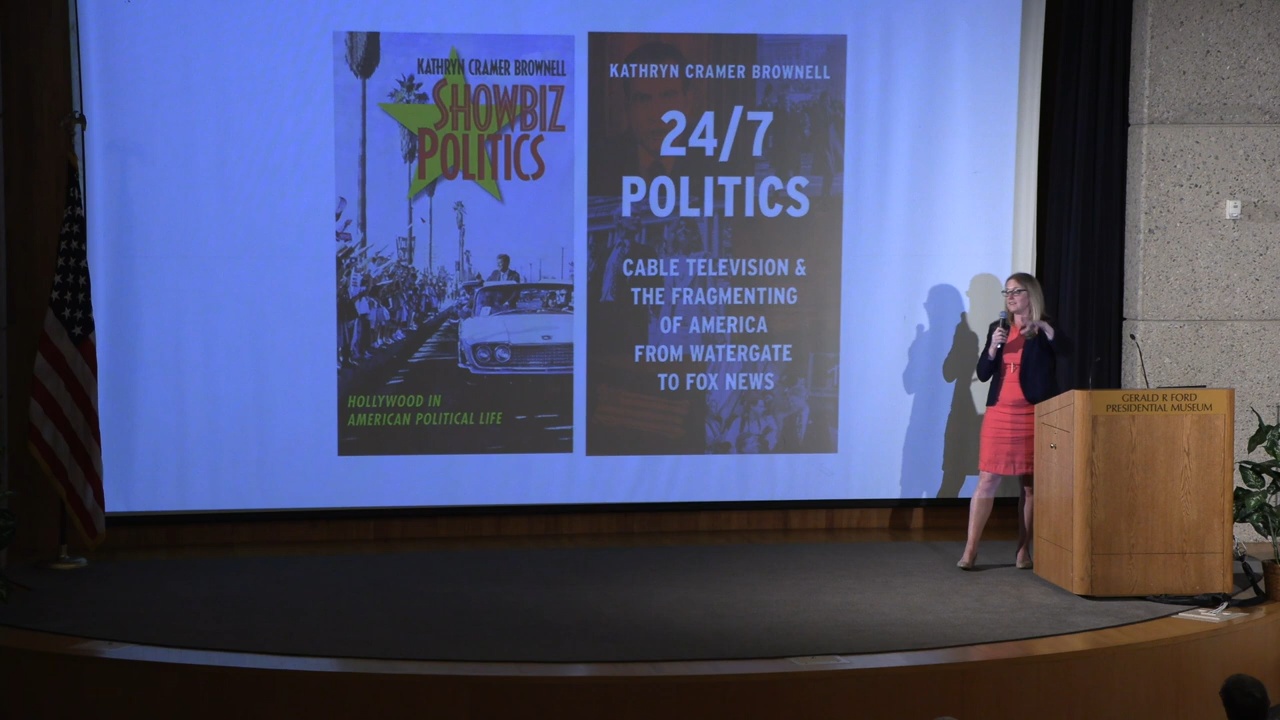 KATHRYN CRAMER BROWNELL
SHOWBIZ
POLITICS
HOLLYWOOD IN
AMERICAN POLITICAL LIFE
KATHRYN CRAMER BROWNELL
24/7
POLITICS
CABLE TELEVISION &
THE FRAGMENTING
OF AMERICA
FROM WATERGATE
TO FOX NEWS
GERALD R FORD
PRESIDENTIAL MUSEUM